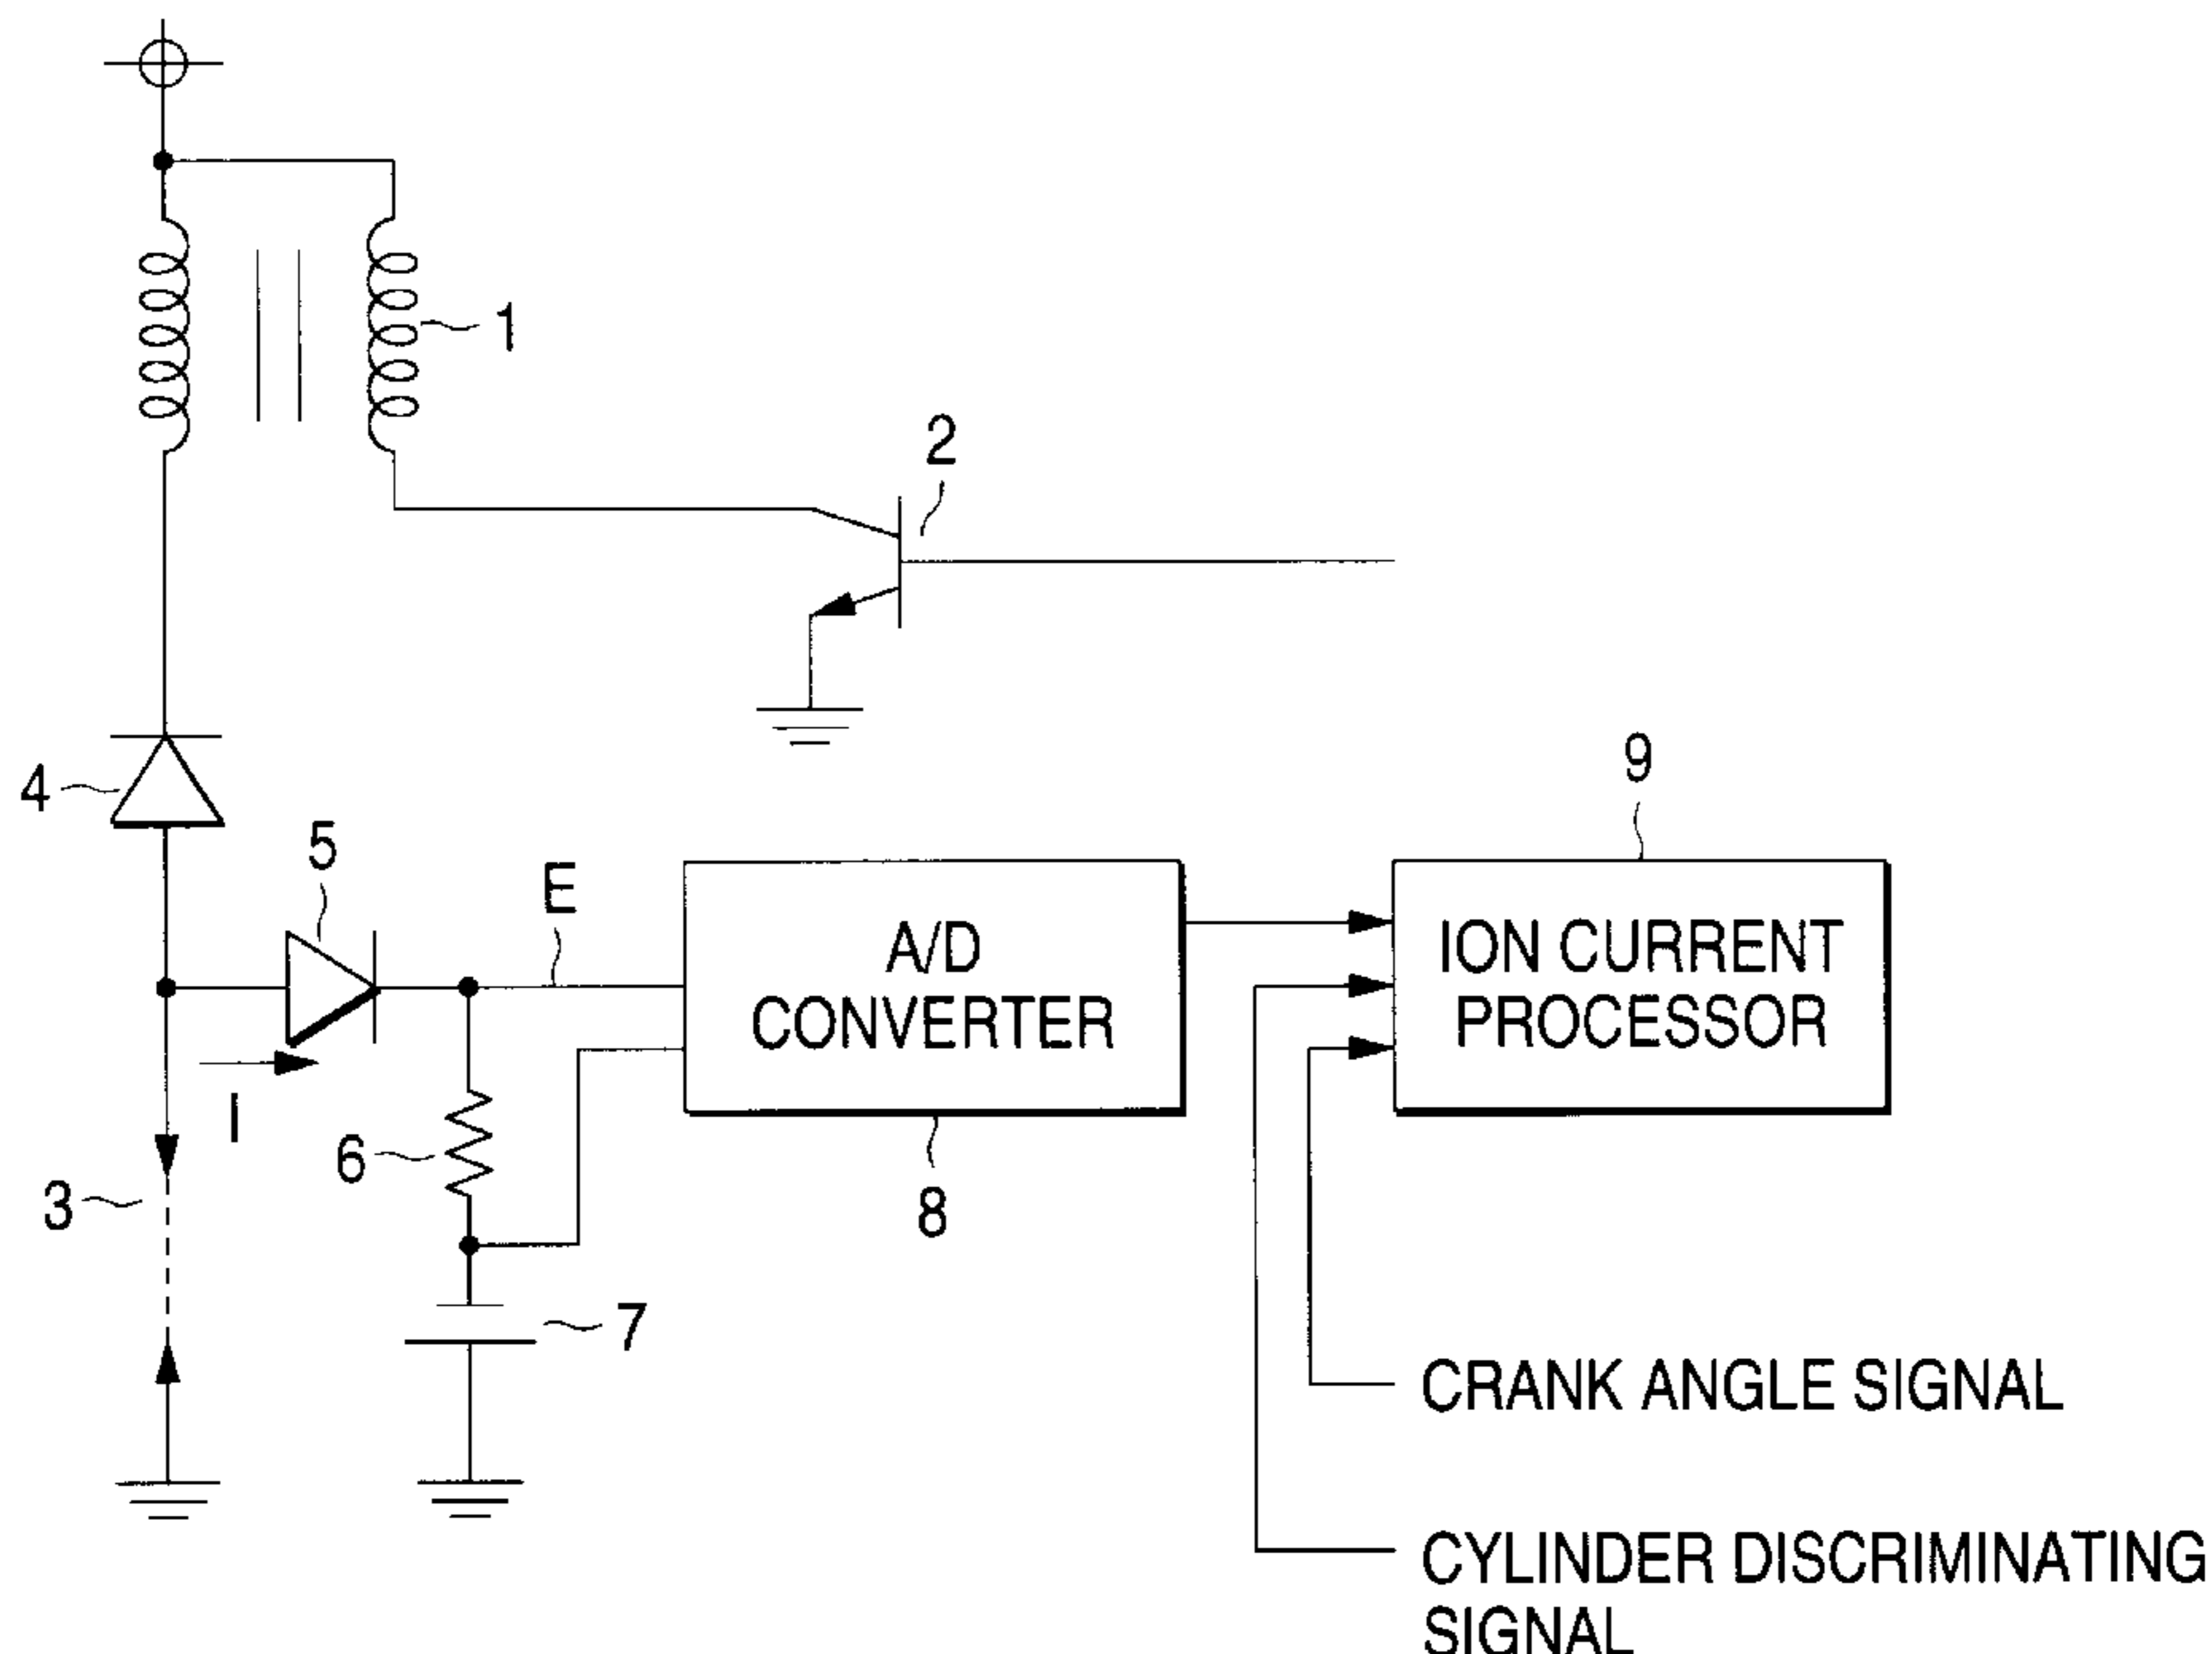 1
2
9
4
5
E
A/D
CONVERTER
ION CURRENT
PROCESSOR
I
6
3
8
7
CRANK ANGLE SIGNAL
CYLINDER DISCRIMINATING
SIGNAL